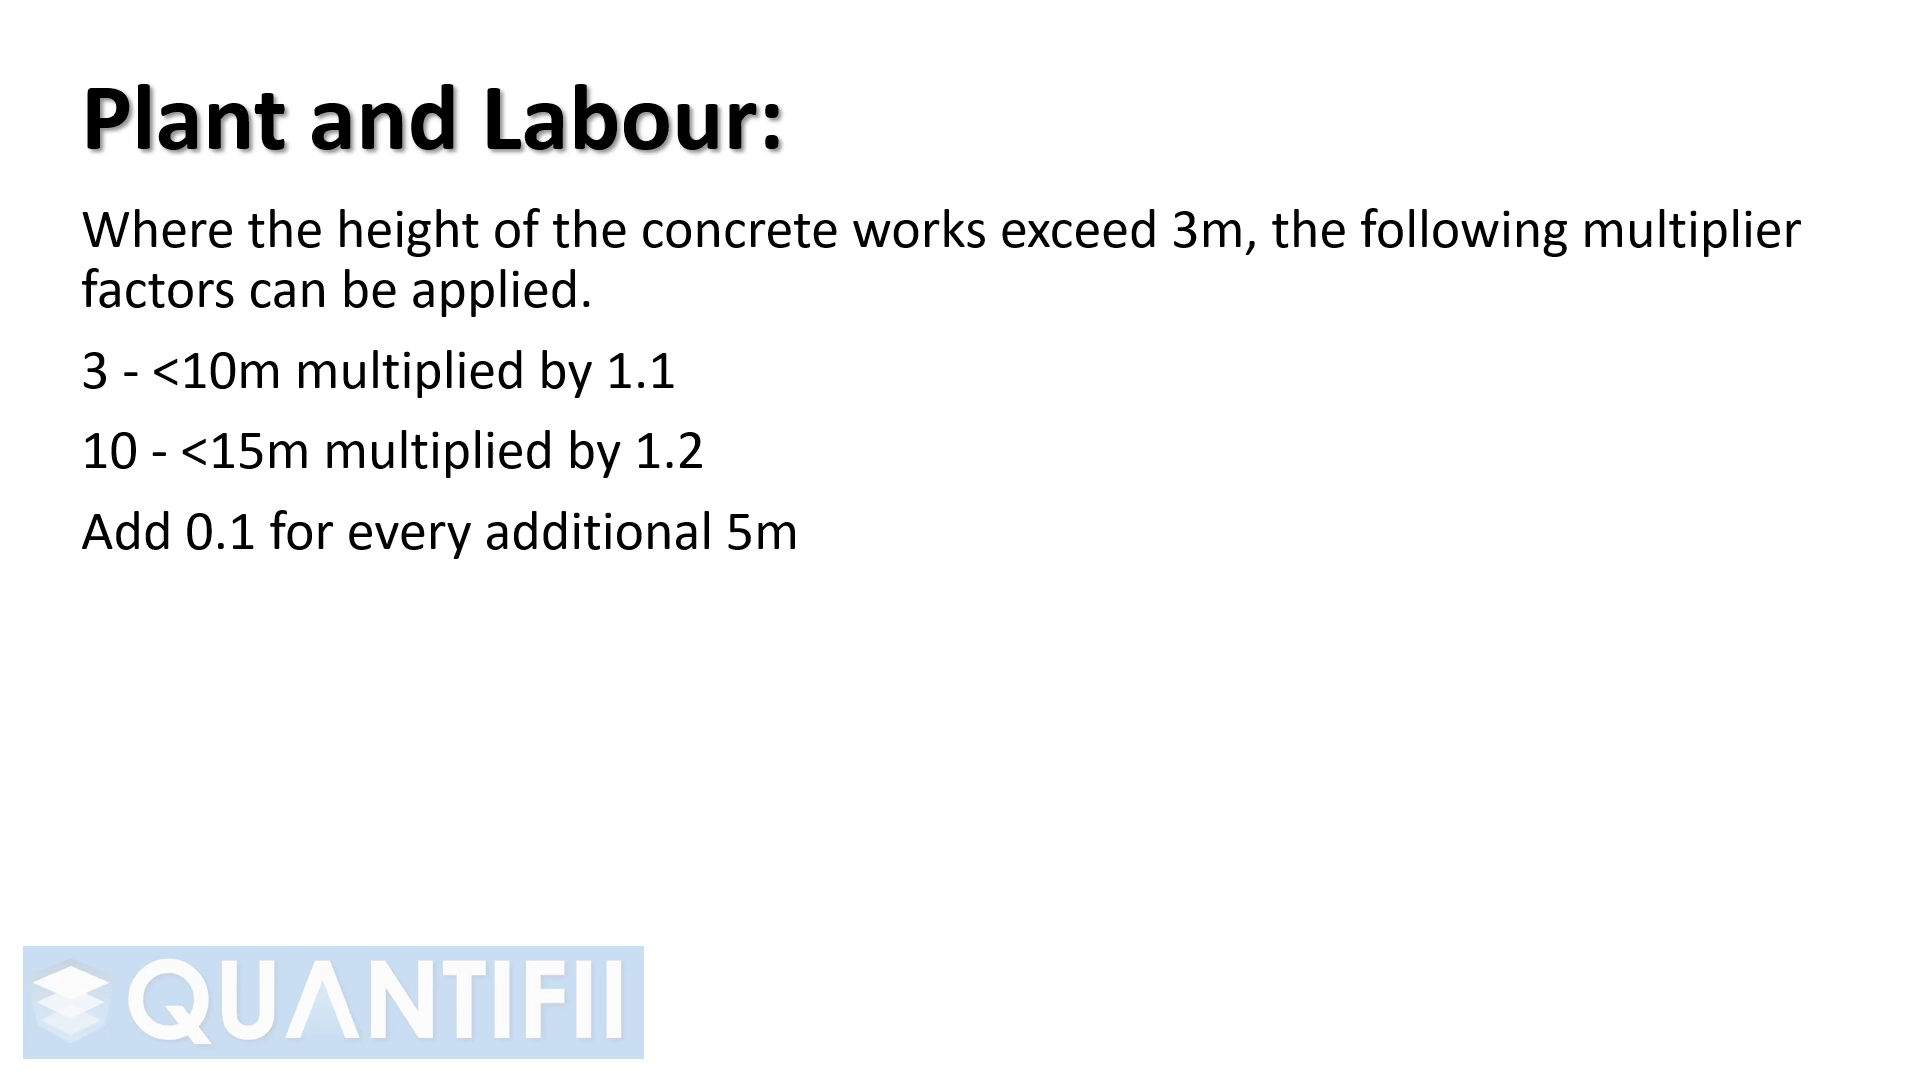 Plant and Labour:
Where the height of the concrete works exceed 3m, the following multiplier
factors can be applied.
3 - <10m multiplied by 1.1
10 - <15m multiplied by 1.2
Add 0.1 for every additional 5m
QUANTIFII